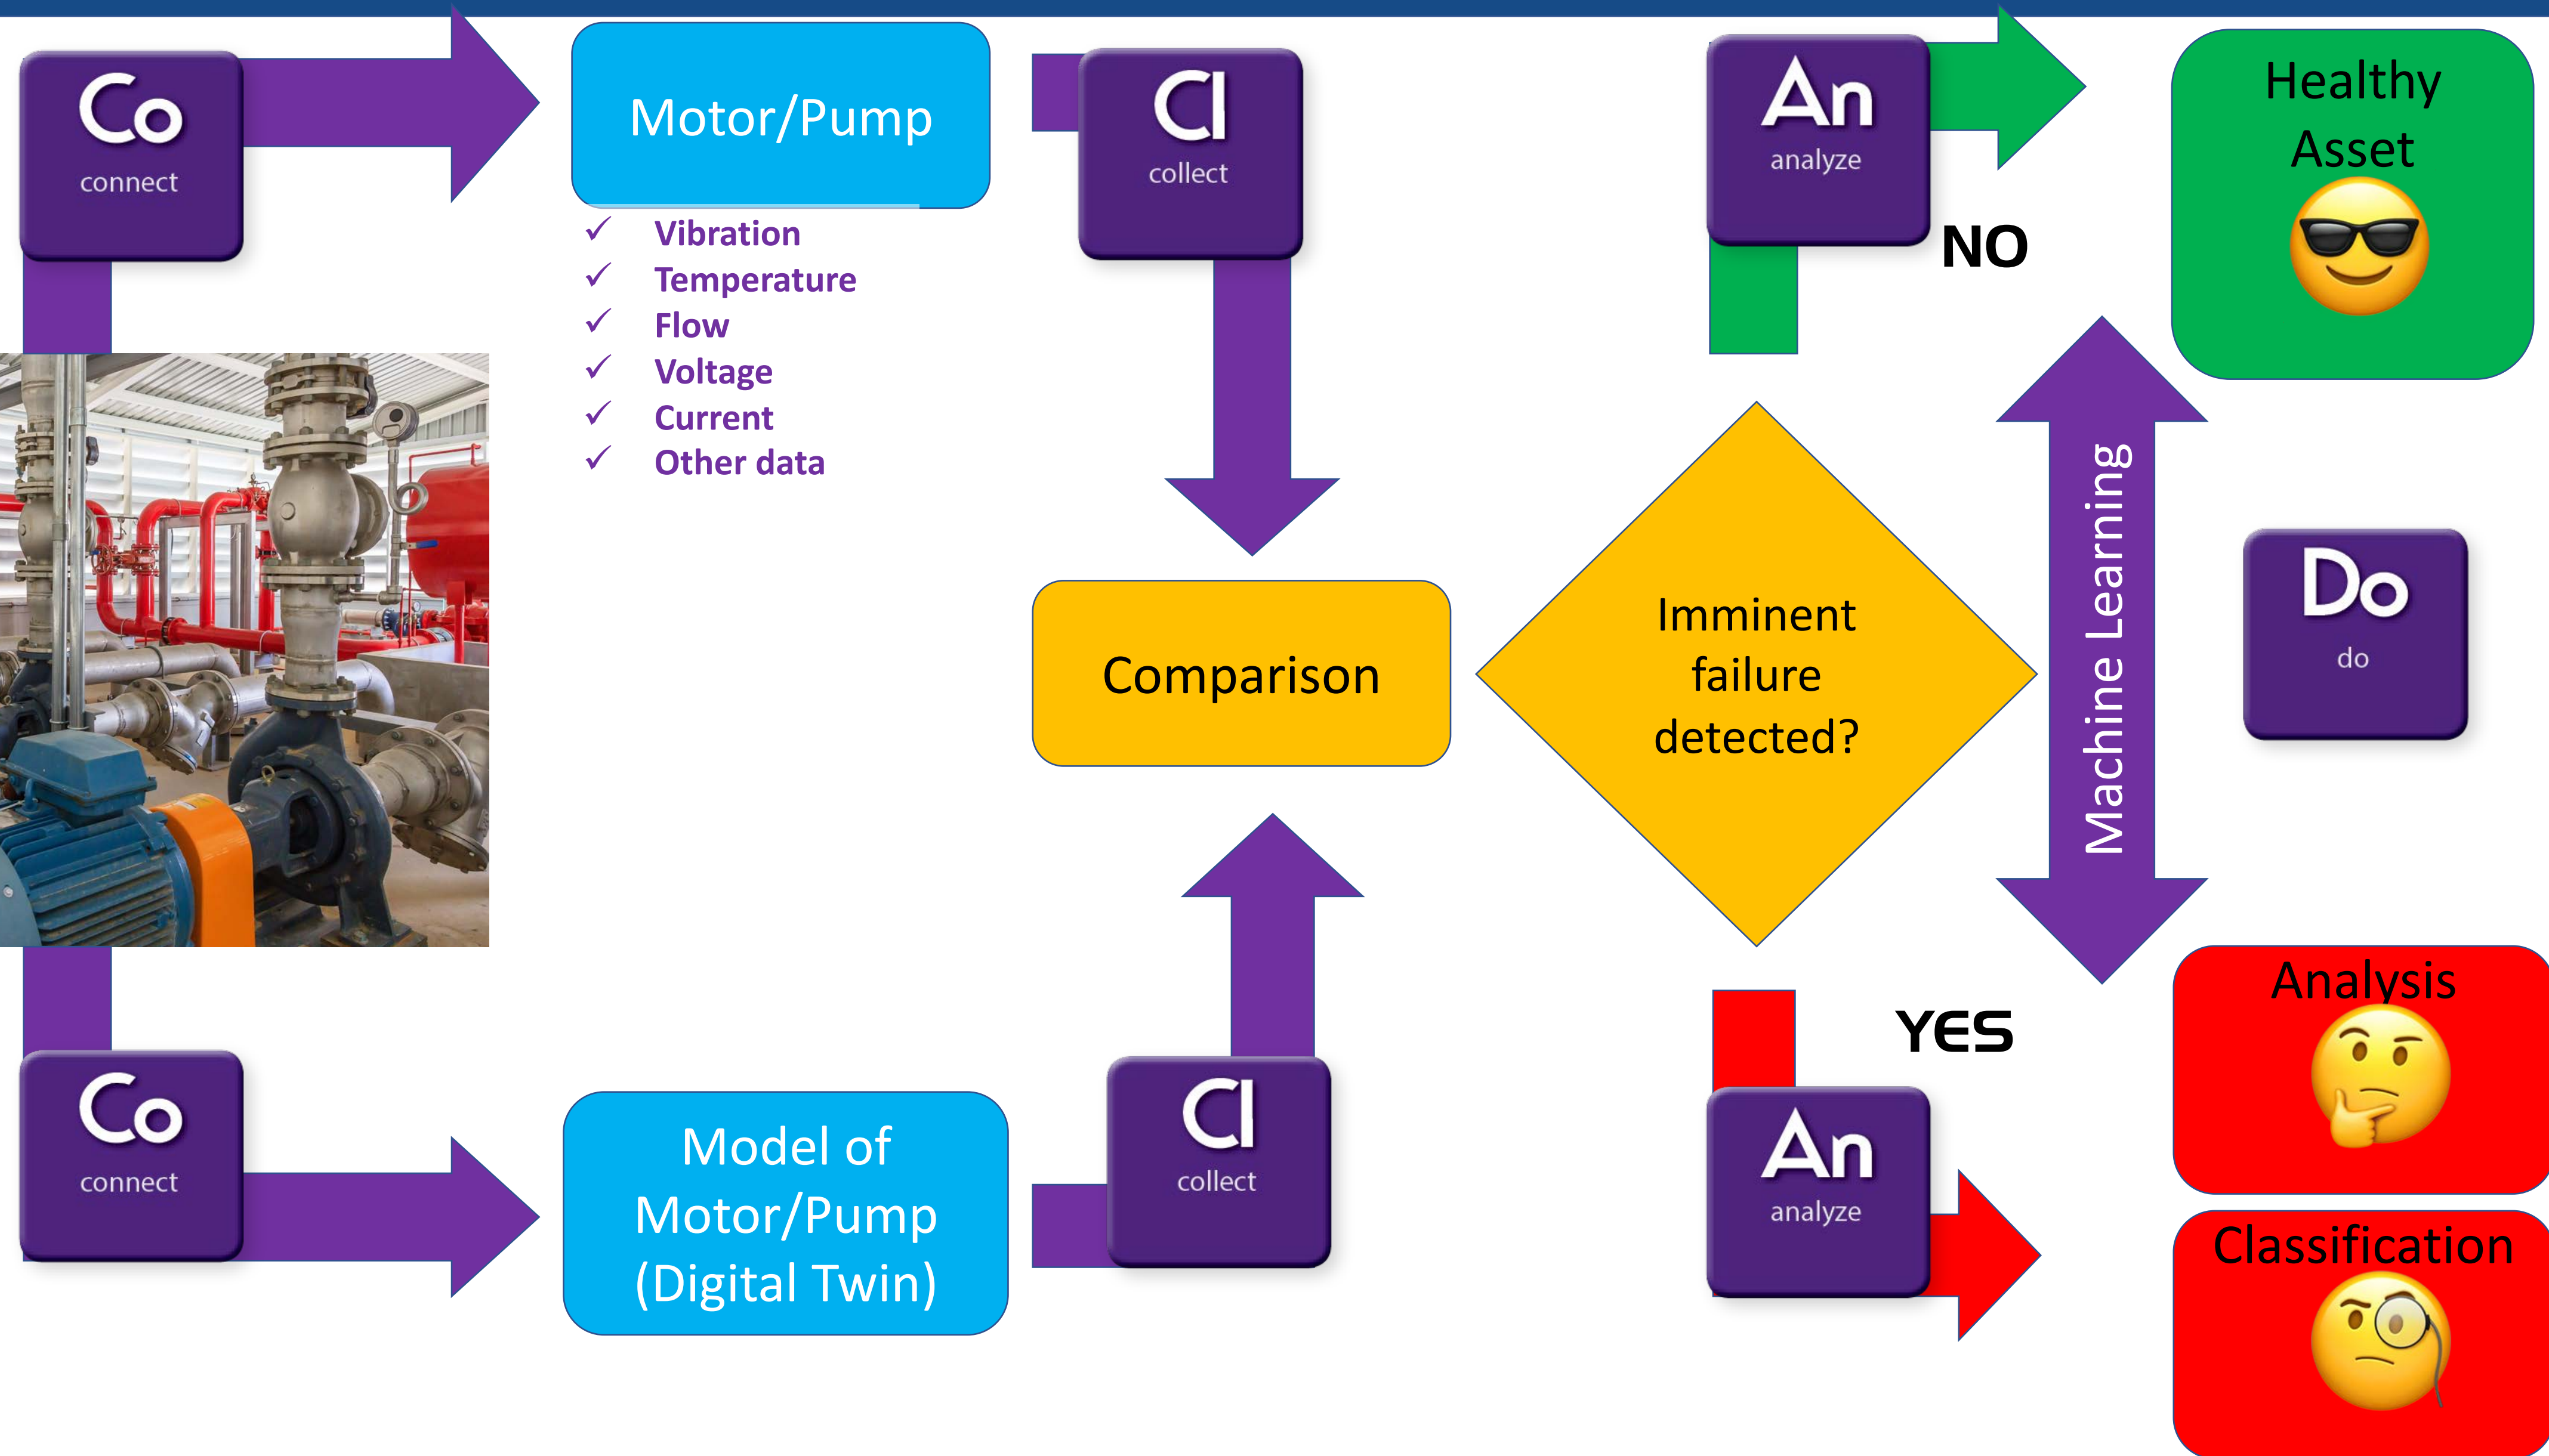 Co
connect
Motor/Pump
✓ Vibration
✓ Temperature
✓ Flow
✓ Voltage
✓ Current
✓ Other data
Cl
collect
An
analyze
NO
Healthy
Asset
Comparison
Imminent
failure
detected?
Machine Learning
Do
do
Co
connect
Model of
Motor/Pump
(Digital Twin)
Cl
collect
YES
An
analyze
Analysis
Classification